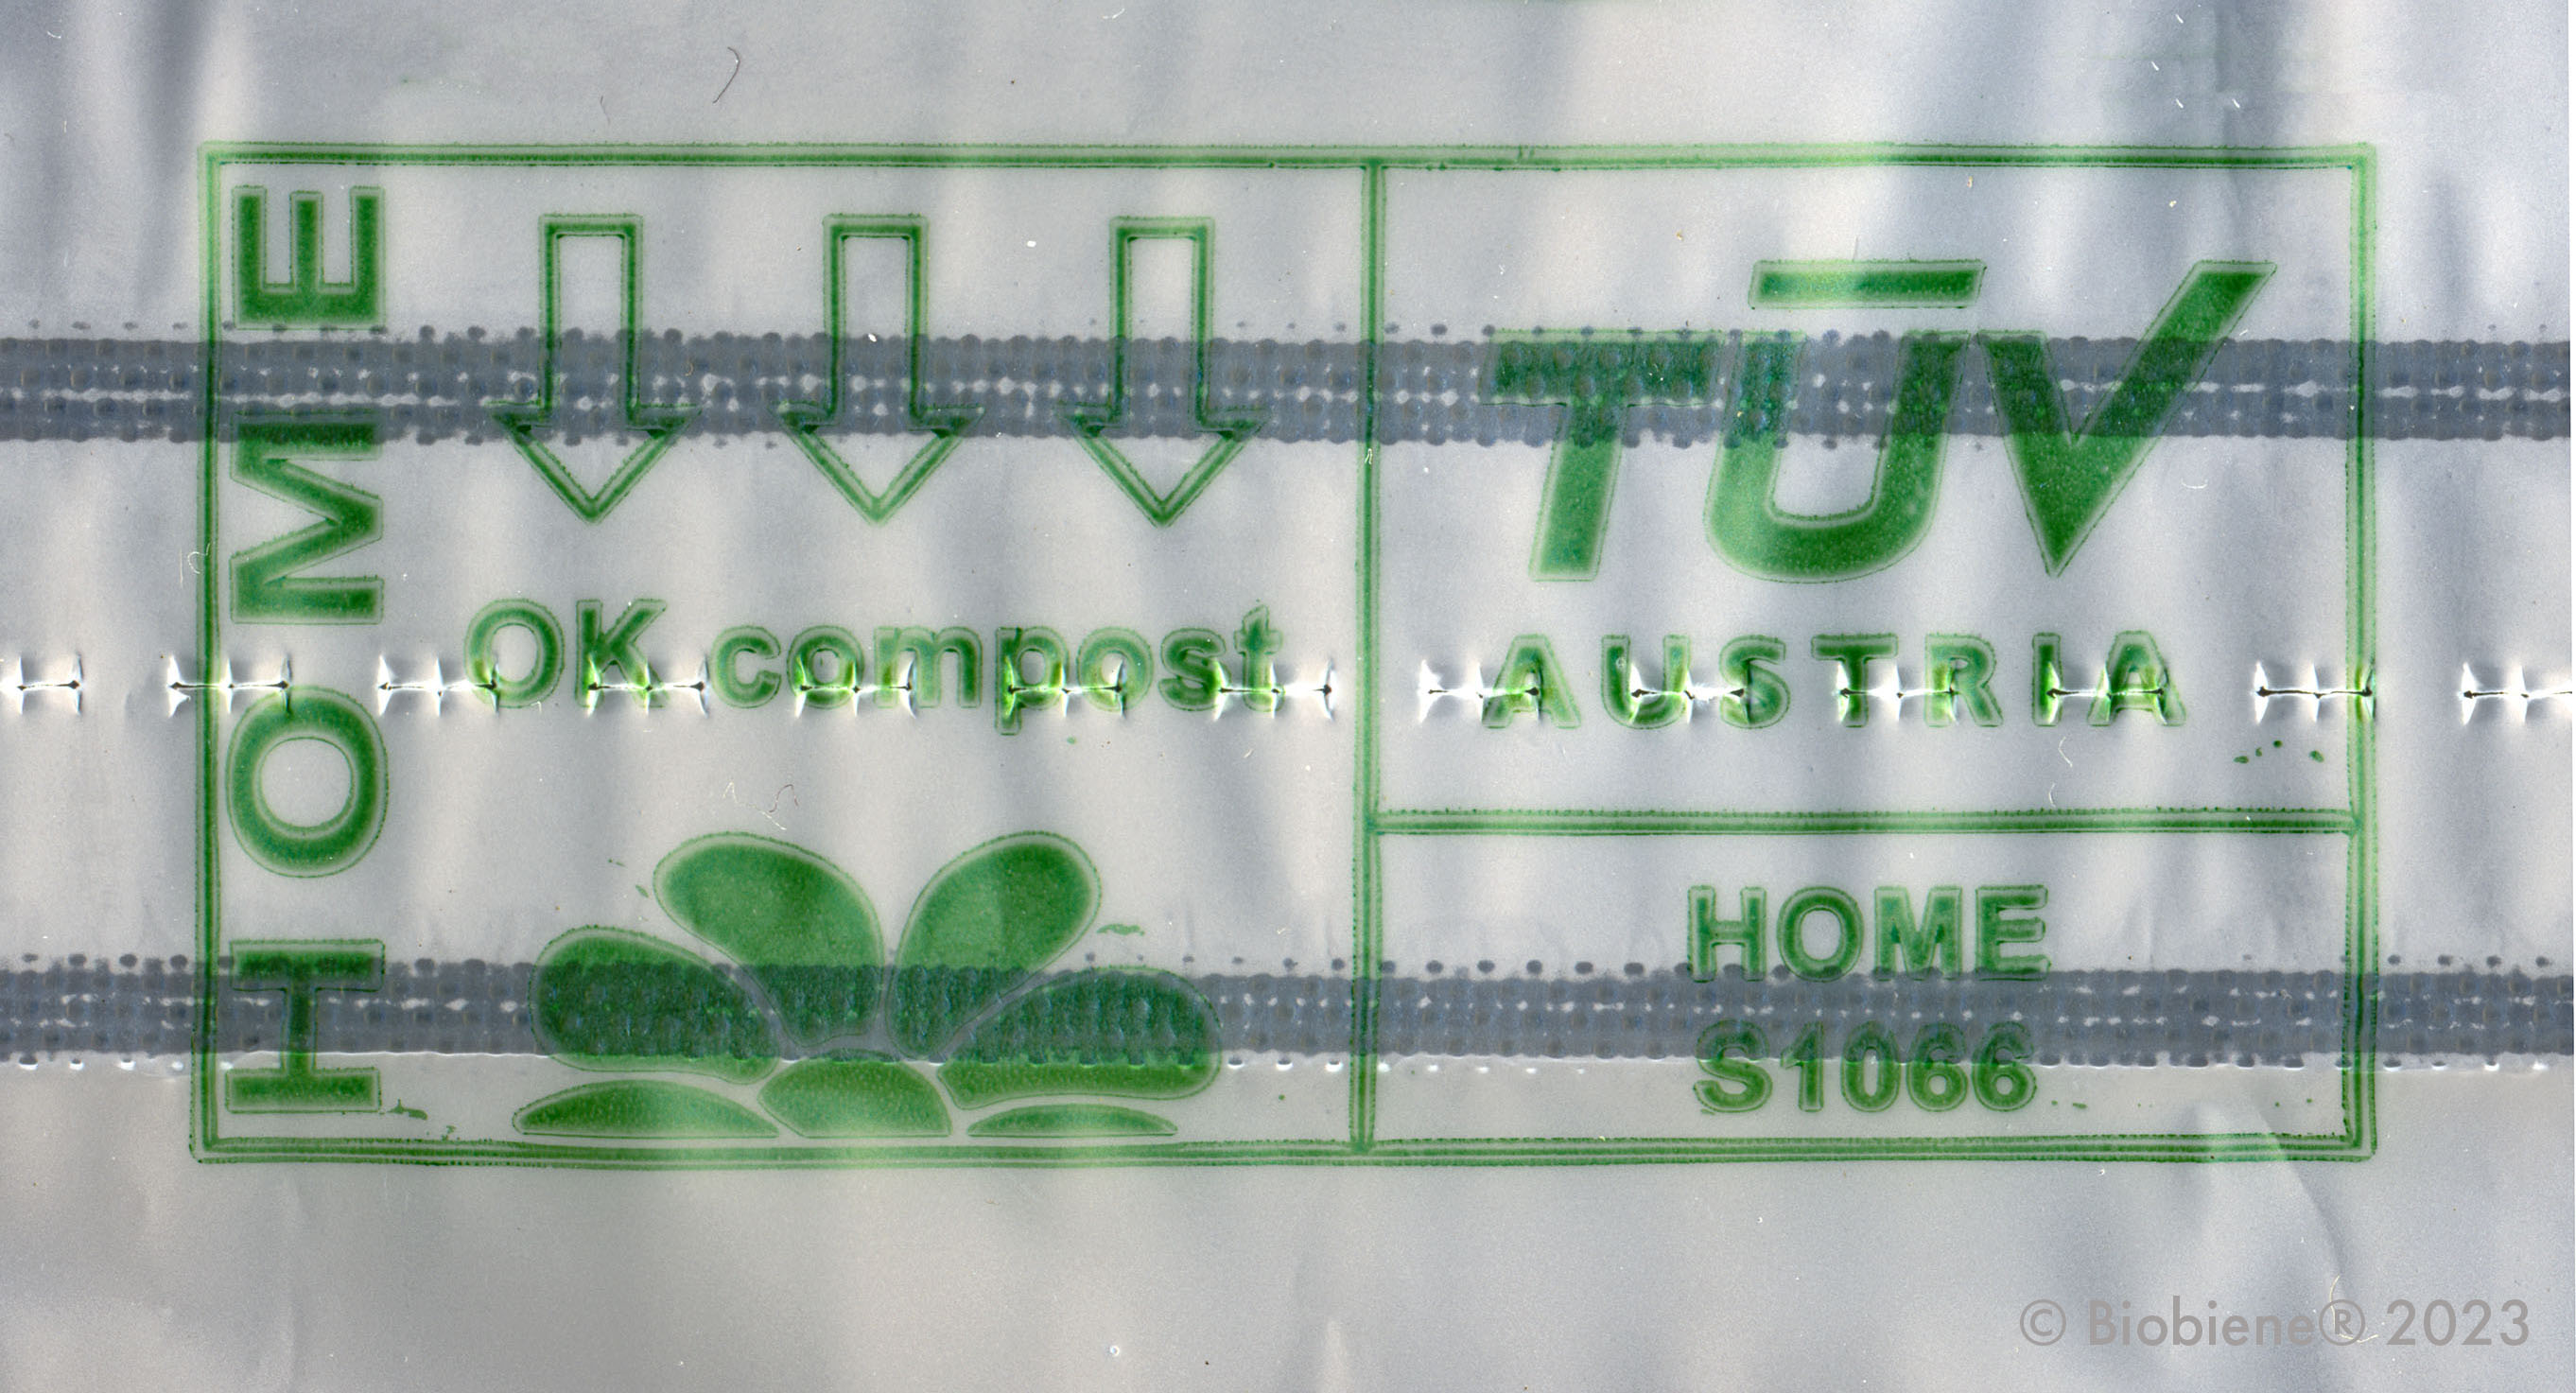 HOME
OK compost
TÜV
AUSTRIA
HOME
S1066
© Biobiene® 2023